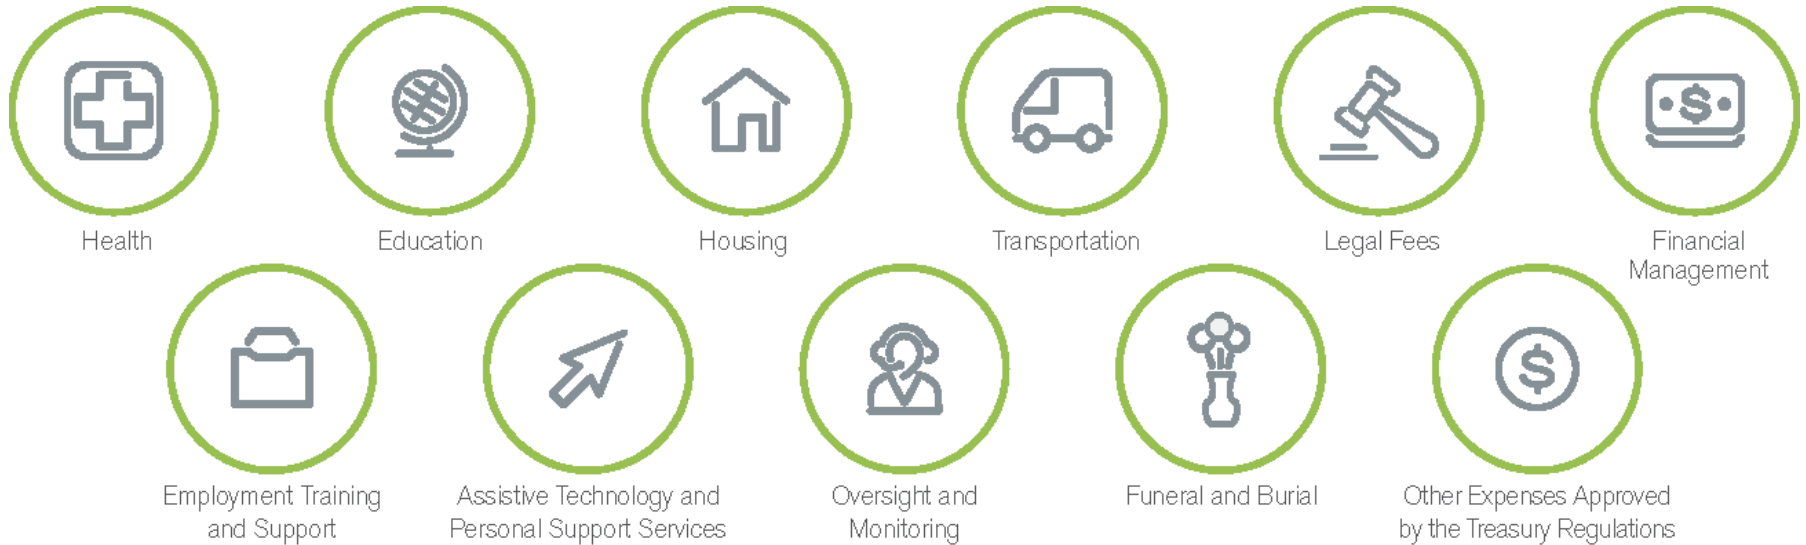 Health
Education
Housing
Transportation
Legal Fees
Financial
Management
Employment Training
and Support
Assistive Technology and
Personal Support Services
Oversight and
Monitoring
Funeral and Burial
Other Expenses Approved
by the Treasury Regulations